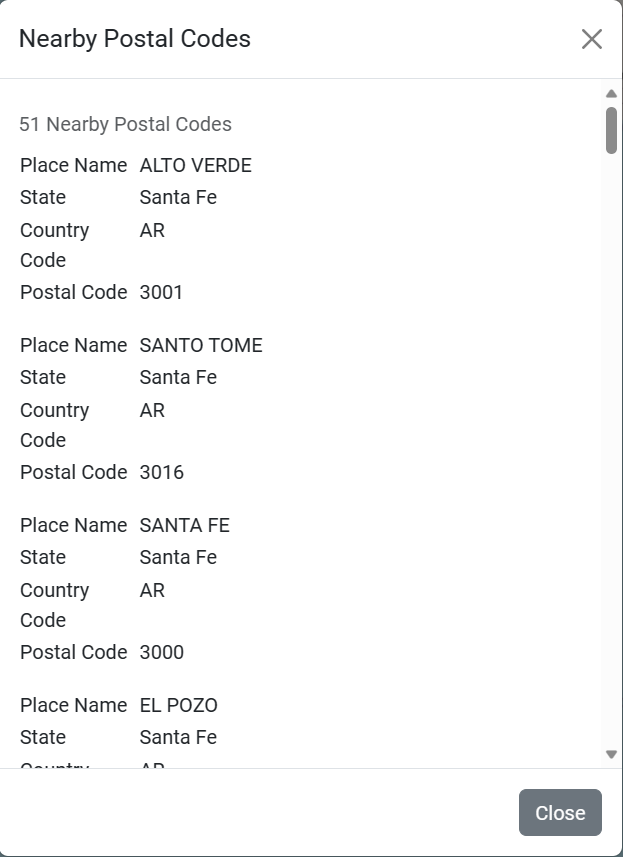 Nearby Postal Codes
51 Nearby Postal Codes
Place Name ALTO VERDE
State Santa Fe
Country Code AR
Postal Code 3001
Place Name SANTO TOME
State Santa Fe
Country Code AR
Postal Code 3016
Place Name SANTA FE
State Santa Fe
Country Code AR
Postal Code 3000
Place Name EL POZO
State Santa Fe
Country AR
Close